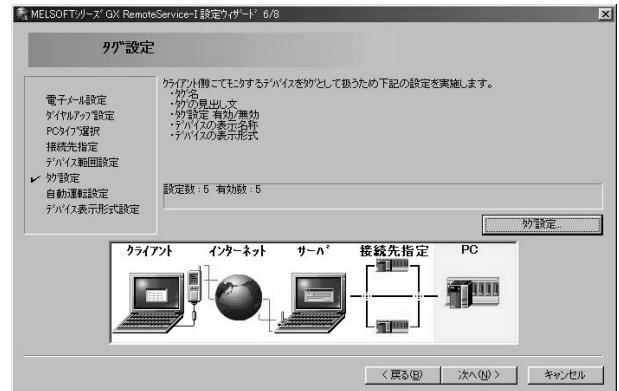 MELSOFTｼﾘｰｽﾞ GX RemoteService-I 設定ｳｨｻﾞｰﾄﾞ 6/8
ﾀｸﾞ設定
電子ﾒｰﾙ設定
ﾀﾞｲﾔﾙｱｯﾌﾟ設定
PCﾀｲﾌﾟ選択
接続先指定
ﾃﾞﾊﾞｲｽ範囲設定
ﾀｸﾞ設定
自動運転設定
ﾃﾞﾊﾞｲｽ表示形式設定
ｸﾗｲｱﾝﾄ側にてﾓﾆﾀするﾃﾞﾊﾞｲｽをﾀｸﾞとして扱うため下記の設定を実施します。
・ﾀｸﾞ名
・ﾀｸﾞの見出し文
・ﾀｸﾞ設定 有効/無効
・ﾃﾞﾊﾞｲｽの表示名称
・ﾃﾞﾊﾞｲｽの表示形式
設定数：5 有効数：5
ﾀｸﾞ設定...
ｸﾗｲｱﾝﾄ ｲﾝﾀｰﾈｯﾄ ｻｰﾊﾞ 接続先指定 PC
< 戻る(B) 次へ(N) > ｷｬﾝｾﾙ